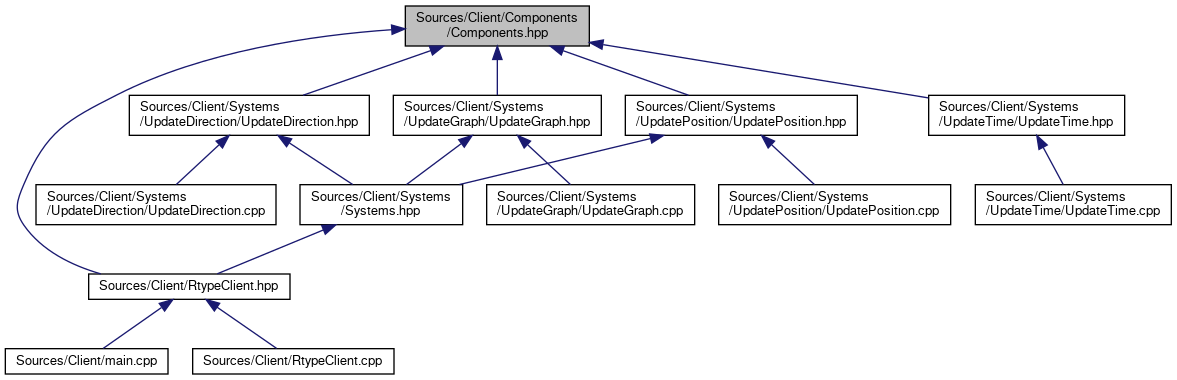 Sources/Client/Components
/Components.hpp
Sources/Client/Systems
/UpdateDirection/UpdateDirection.hpp
Sources/Client/Systems
/UpdateGraph/UpdateGraph.hpp
Sources/Client/Systems
/UpdatePosition/UpdatePosition.hpp
Sources/Client/Systems
/UpdateTime/UpdateTime.hpp
Sources/Client/Systems
/UpdateDirection/UpdateDirection.cpp
Sources/Client/Systems
/Systems.hpp
Sources/Client/Systems
/UpdateGraph/UpdateGraph.cpp
Sources/Client/Systems
/UpdatePosition/UpdatePosition.cpp
Sources/Client/Systems
/UpdateTime/UpdateTime.cpp
Sources/Client/RtypeClient.hpp
Sources/Client/main.cpp
Sources/Client/RtypeClient.cpp